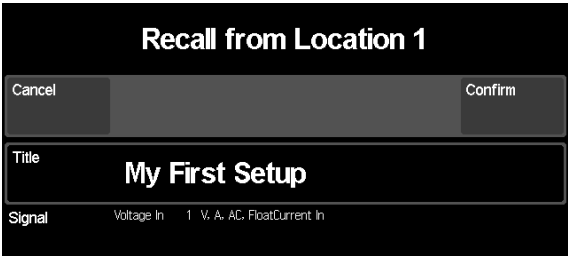 Recall from Location 1
Cancel Confirm
Title
My First Setup
Signal Voltage In 1 V, A, AC, FloatCurrent In